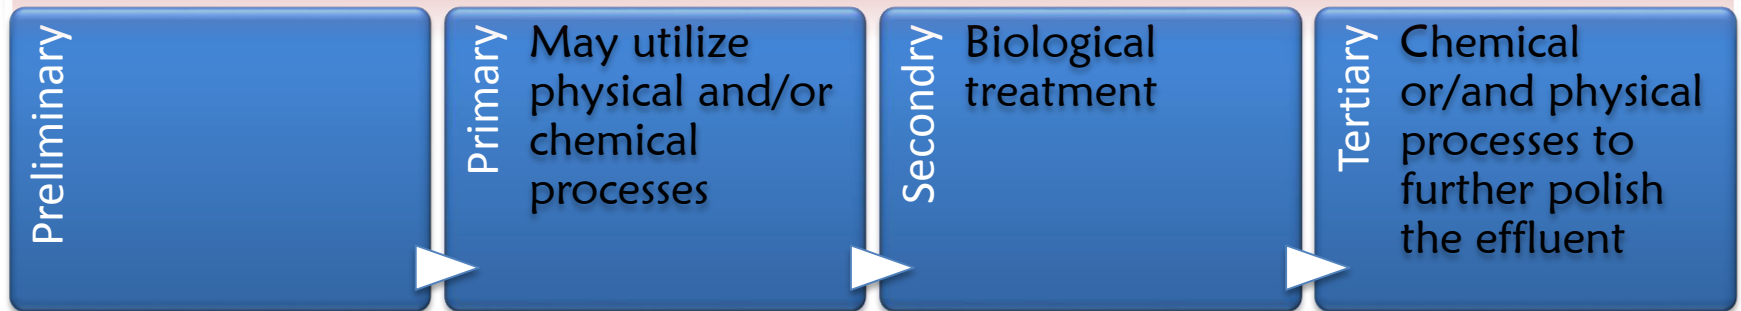 Preliminary
Primary
May utilize
physical and/or
chemical
processes
Secondry
Biological
treatment
Tertiary
Chemical
or/and physical
processes to
further polish
the effluent